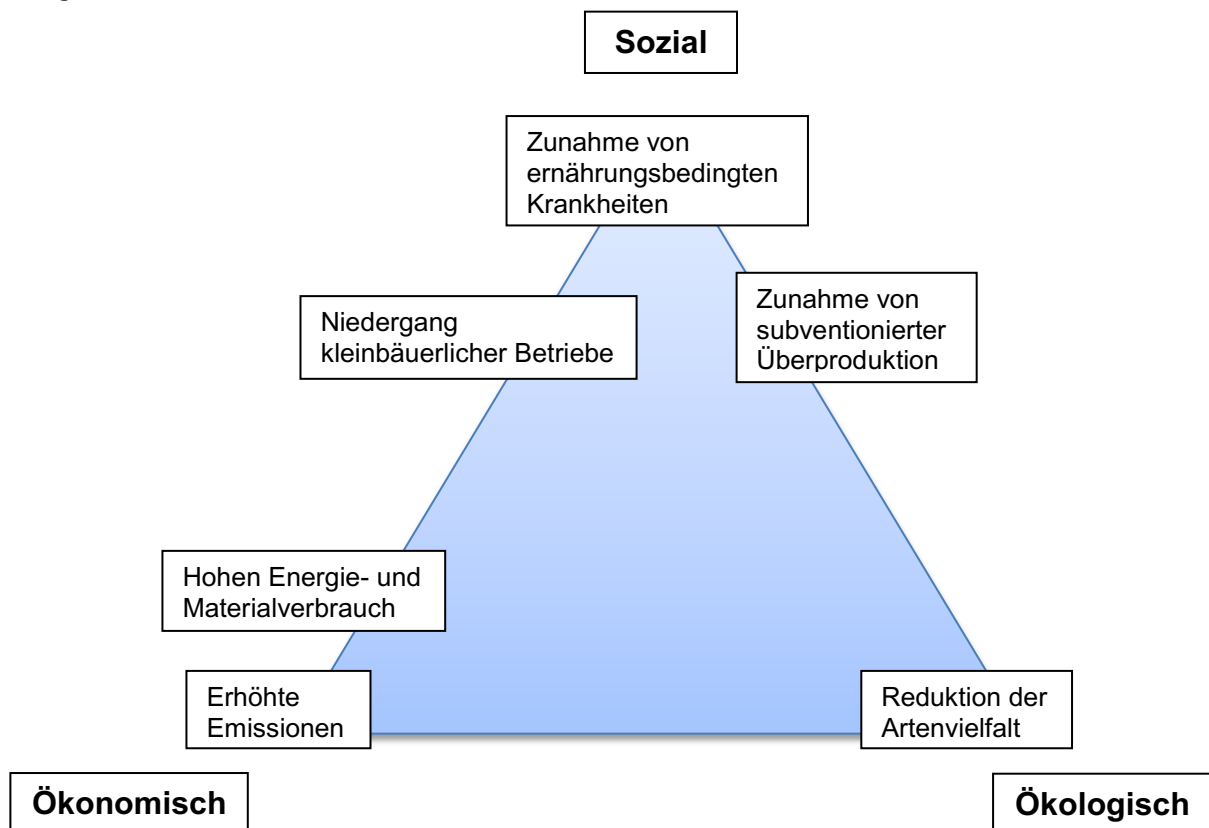 Sozial
Zunahme von
ernährungsbedingten
Krankheiten
Niedergang
kleinbäuerlicher Betriebe
Zunahme von
subventionierter
Überproduktion
Hohen Energie- und
Materialverbrauch
Erhöhte
Emissionen
Reduktion der
Artenvielfalt
Ökonomisch
Ökologisch